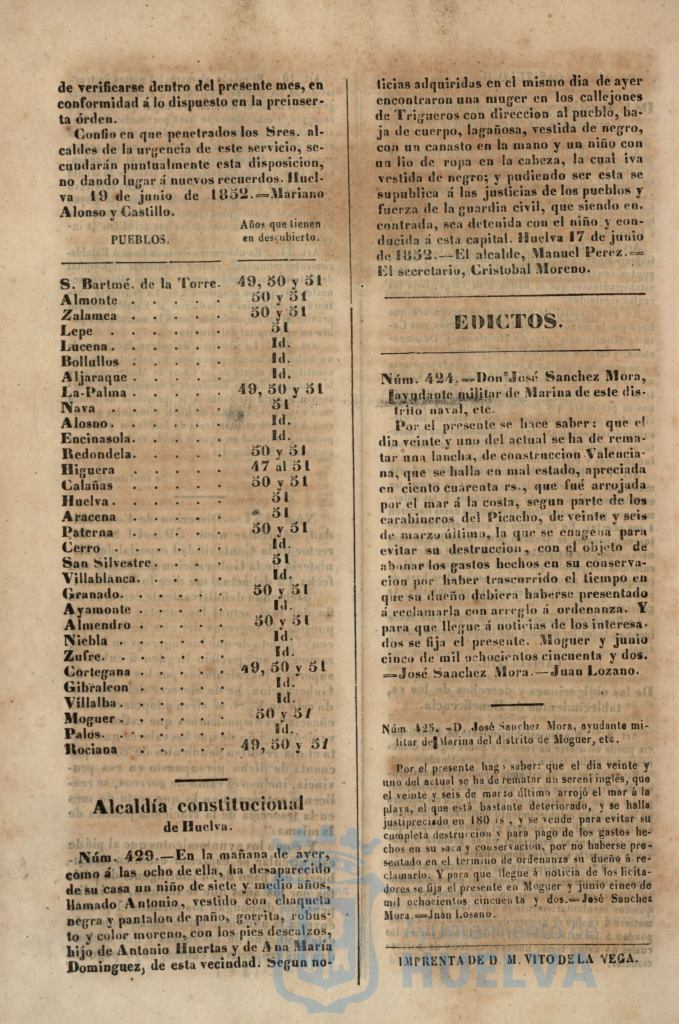 de verificarse dentro del presente mes, en
conformidad á lo dispuesto en la preinser-
ta órden.
Confio en que penetrados los Sres. al-
caldes de la urgencia de este servicio, se-
cundarán puntualmente esta disposicion,
no dando lugar á nuevos recuerdos. Huel-
va 19 de junio de 1852.=Mariano
Alonso y Castillo.
Años que tienen
PUEBLOS. en descubierto.
S. Bartmé. de la Torre. 49, 50 y 51
Almonte . . . . . 50 y 51
Zalamea . . . . . 50 y 51
Lepe . . . . . . 51
Lucena . . . . . . Id.
Bollullos . . . . . Id.
Aljaraque . . . . . Id.
La-Palma . . . . . 49, 50 y 51
Nava . . . . . . 51
Alosno. . . . . . Id.
Encinasola. . . . . Id.
Redondela. . . . . 50 y 51
Higuera . . . . . 47 al 51
Calañas . . . . . 50 y 51
Huelva . . . . . . 51
Aracena . . . . . 51
Paterna . . . . . 50 y 51
Cerro . . . . . . Id.
San Silvestre. . . . 51
Villablanca. . . . . Id.
Granado. . . . . . 50 y 51
Ayamonte . . . . . Id.
Almendro . . . . . 50 y 51
Niebla . . . . . . Id.
Zufre. . . . . . . Id.
Cortegana . . . . . 49, 50 y 51
Gibraleon . . . . . Id.
Villalba. . . . . . Id.
Moguer . . . . . . 50 y 51
Palos. . . . . . . Id.
Rociana . . . . . 49, 50 y 51
Alcaldía constitucional
de Huelva.
Núm. 429.—En la mañana de ayer,
como á las ocho de ella, ha desaparecido
de su casa un niño de siete y medio años,
llamado Antonio, vestido con chaqueta
negra y pantalon de paño, gorrita, robus-
to y color moreno, con los pies descalzos,
hijo de Antonio Huertas y de Ana María
Dominguez, de esta vecindad. Segun no-
ticias adquiridas en el mismo dia de ayer
encontraron una muger en los callejones
de Trigueros con direccion al pueblo, ba-
ja de cuerpo, lagañosa, vestida de negro,
con un canasto en la mano y un niño con
un lio de ropa en la cabeza, la cual iva
vestida de negro; y pudiendo ser esta se
supublica á las justicias de los pueblos y
fuerza de la guardia civil, que siendo en-
contrada, sea detenida con el niño y con-
ducida á esta capital. Huelva 17 de junio
de 1852.—El alcalde, Manuel Perez.=
El secretario, Cristobal Moreno.
EDICTOS.
Núm. 424.=Don José Sanchez Mora,
ayudante militar de Marina de este dis-
trito naval, etc.
Por el presente se hace saber: que el
dia veinte y uno del actual se ha de rema-
tar una lancha, de construccion Valencia-
na, que se halla en mal estado, apreciada
en ciento cuarenta rs., que fué arrojada
por el mar á la costa, segun parte de los
carabineros del Picacho, de veinte y seis
de marzo último, la que se enagena para
evitar su destruccion, con el objeto de
abonar los gastos hechos en su conserva-
cion por haber trascurrido el tiempo en
que su dueño debiera haberse presentado
á reclamarla con arreglo á ordenanza. Y
para que llegue á noticias de los interesa-
dos se fija el presente. Moguer y junio
cinco de mil ochocientos cincuenta y dos.
=José Sanchez Mora.—Juan Lozano.
Núm 425. -D. José Sanchez Mora, ayudante mi-
litar de Marina del distrito de Moguer, etc.
Por el presente hago saber: que el dia veinte y
uno del actual se ha de rematar un sereni inglés, que
el veinte y seis de marzo último arrojó el mar á la
playa, el que está bastante deteriorado, y se halla
justipreciado en 180 rs , y se vende para evitar su
completa destruccion y para pago de los gastos he-
chos en su saca y conservacion, por no haberse pre-
sentado en el termino de ordenanza su dueño á re-
clamarlo. Y para que llegue á noticia de los licita-
dores se fija el presente en Moguer y junio cinco de
mil ochocientos cincuenta y dos.=José Sanchez
Mora.=Juan Losano.
IMPRENTA DE D. M. VITO DE LA VEGA.
Ayuntamiento de
HUELVA